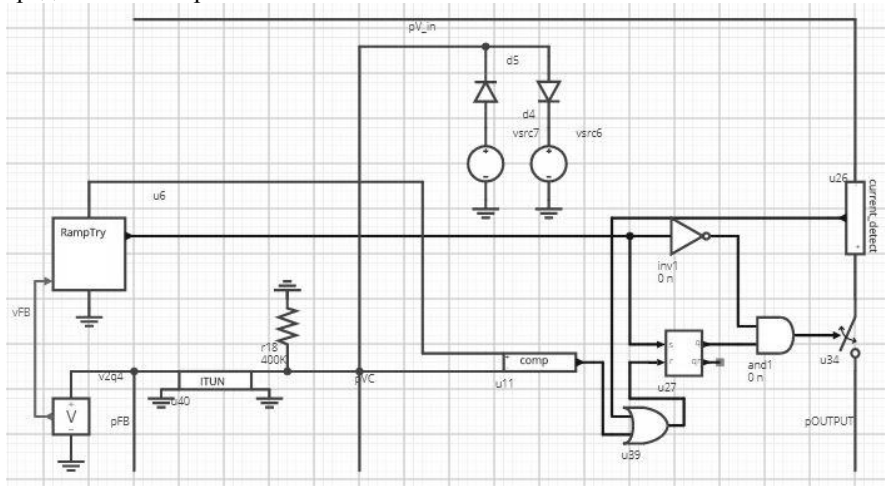 pV_in
d5
d4
vsrc7
vsrc6
u6
u26
current_detect
RampTry
inv1
0 n
vFB
r18
400K
comp
s
q
r
u34
and1
0 n
v2q4
ITUN
pVC
u11
u27
u40
V
pFB
pOUTPUT
u39